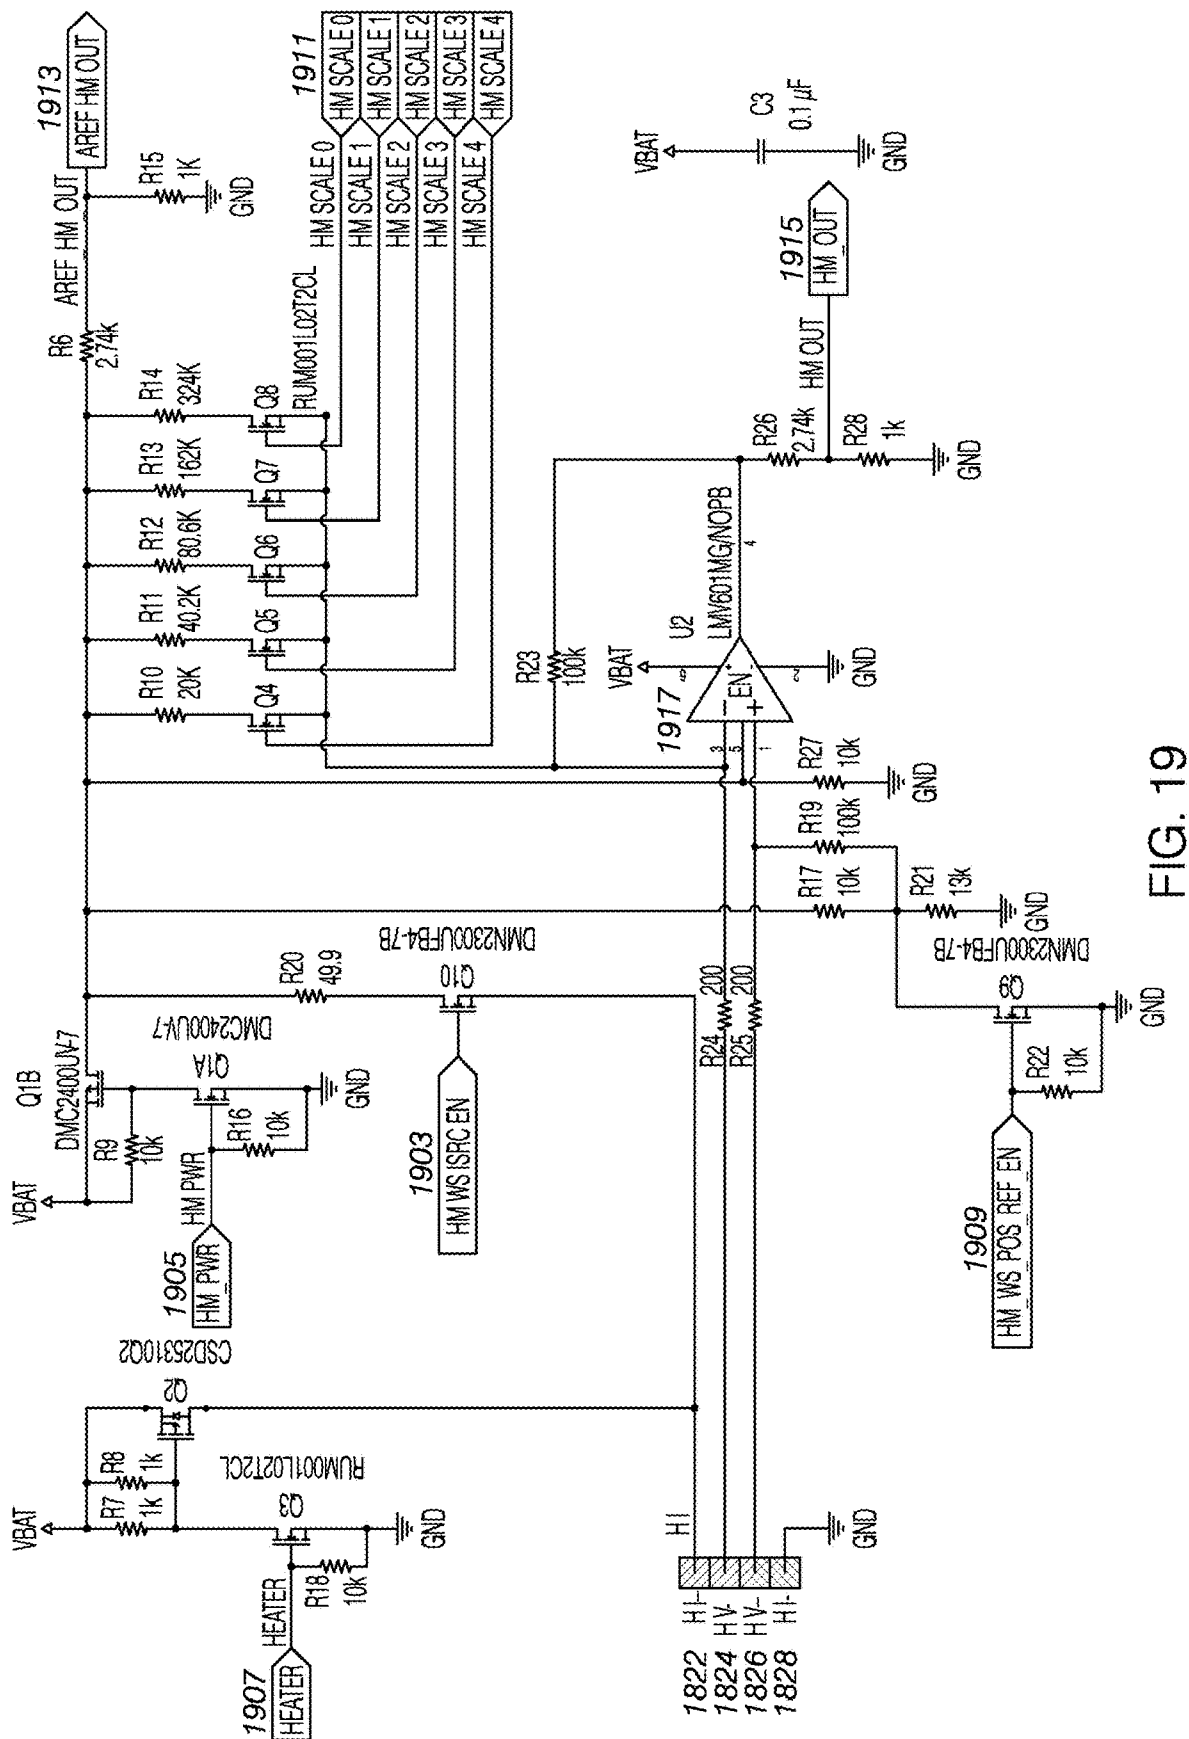 1913
AREF HM OUT
AREF HM OUT
R15
1K
GND
R6
2.74k
1911
HM SCALE 0
HM SCALE 1
HM SCALE 2
HM SCALE 3
HM SCALE 4
HM SCALE 0
HM SCALE 1
HM SCALE 2
HM SCALE 3
HM SCALE 4
R14
324K
R13
162K
R12
80.6K
R11
40.2K
R10
20K
Q8
Q7
Q6
Q5
Q4
RUM001L02T2CL
VBAT
C3
0.1 µF
GND
1915
HM_OUT
HM OUT
R26
2.74k
R28
1k
GND
R23
100k
U2
LMV601MG/NOPB
4
VBAT
6
1917
EN
+
-
−
+
3
5
1
2
GND
R27
10k
GND
R19
100k
R17
10k
R21
13k
GND
VBAT
Q1B
DMC2400UV-7
R9
10k
Q1A
DMC2400UV-7
R16
10k
GND
HM PWR
1905
HM_PWR
R20
49.9
Q10
DMN2300UFB4-7B
1903
HM WS ISRC EN
R24
200
R25
200
DMN2300UFB4-7B
Q9
R22
10k
GND
1909
HM_WS_POS_REF_EN
VBAT
R7
1k
R8
1k
Q2
CSD25310Q2
Q3
RUM001L02T2CL
R18
10k
GND
HEATER
1907
HEATER
HI
1822
HI-
1824
HV-
1826
HV-
1828
HI-
GND
FIG. 19